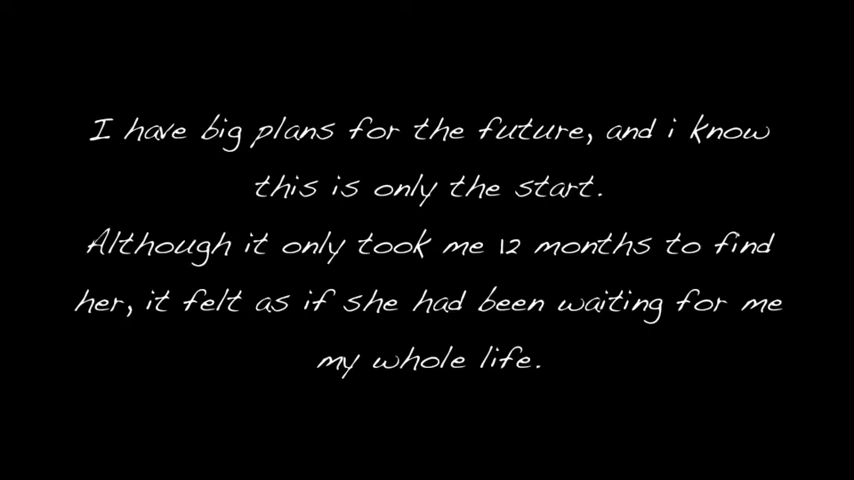 I have big plans for the future, and i know
this is only the start.
Although it only took me 12 months to find
her, it felt as if she had been waiting for me
my whole life.